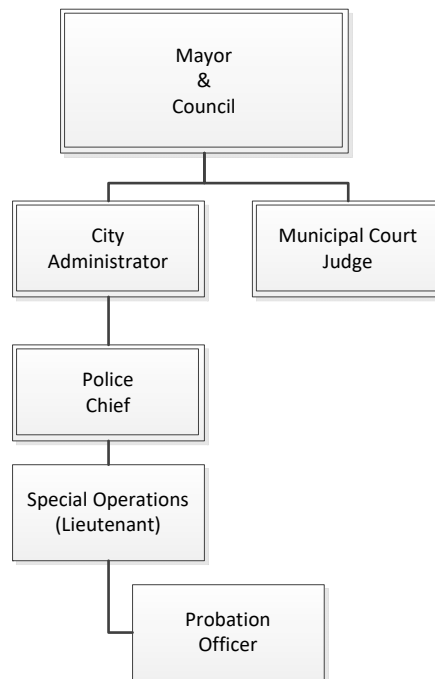 Mayor
&
Council
City
Administrator
Municipal Court
Judge
Police
Chief
Special Operations
(Lieutenant)
Probation
Officer